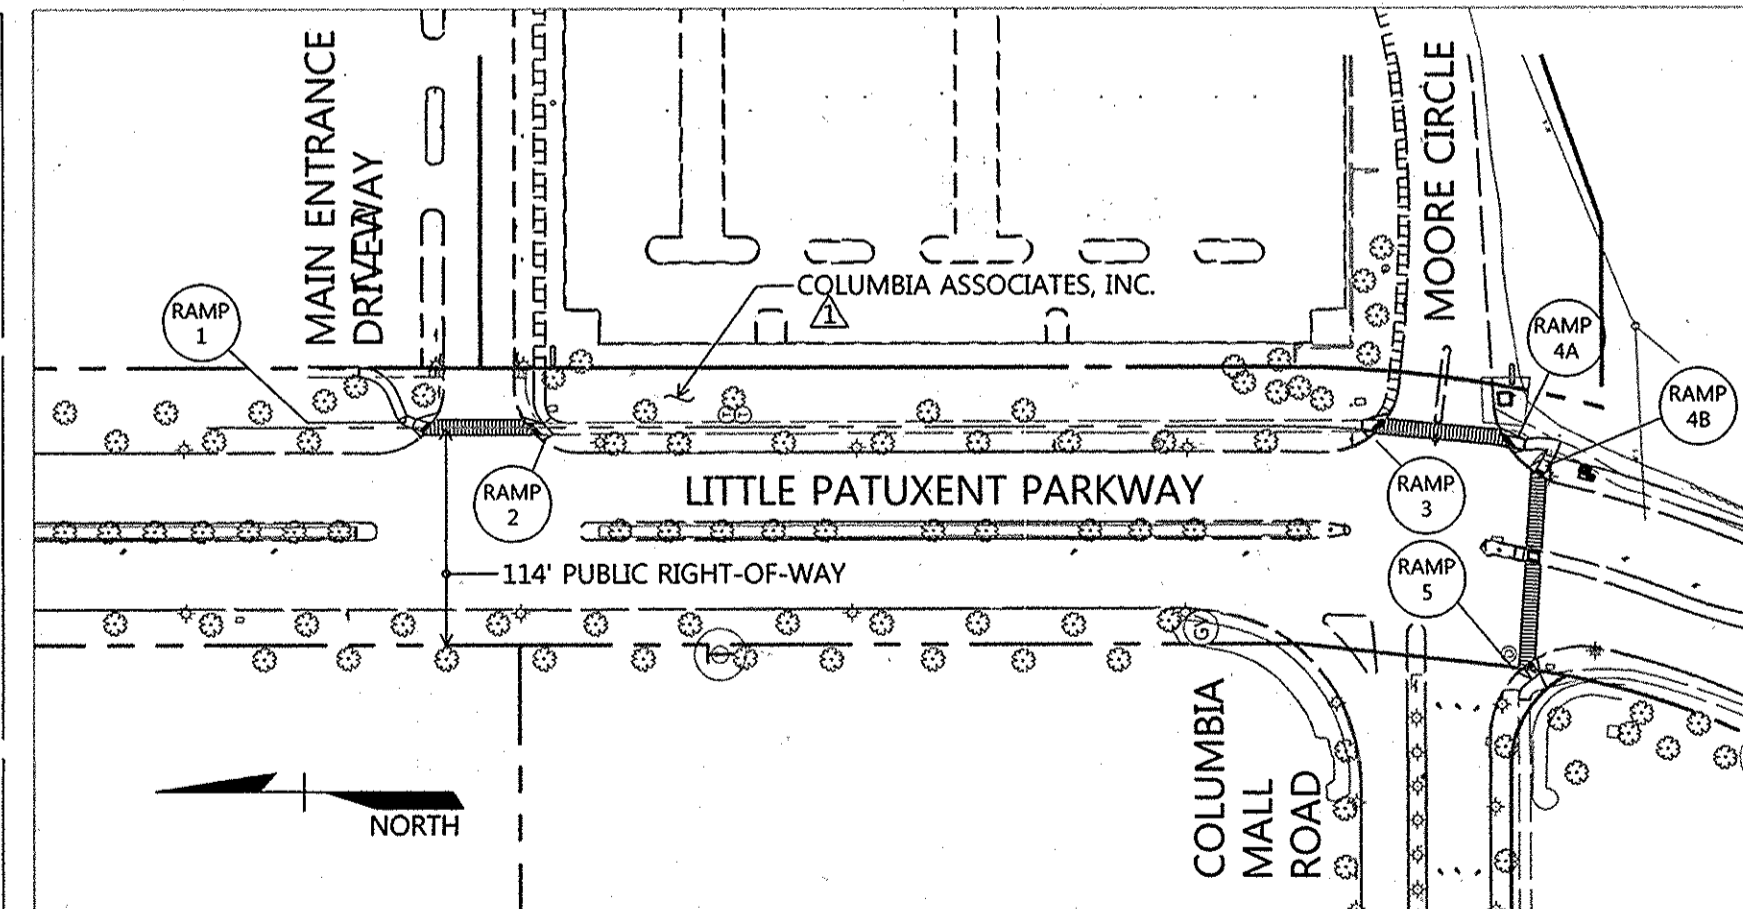 MAIN ENTRANCE
DRIVEWAY
MOORE CIRCLE
COLUMBIA ASSOCIATES, INC.
1
RAMP
1
RAMP
4A
RAMP
4B
RAMP
2
LITTLE PATUXENT PARKWAY
RAMP
3
RAMP
5
114' PUBLIC RIGHT-OF-WAY
COLUMBIA
MALL
ROAD
NORTH